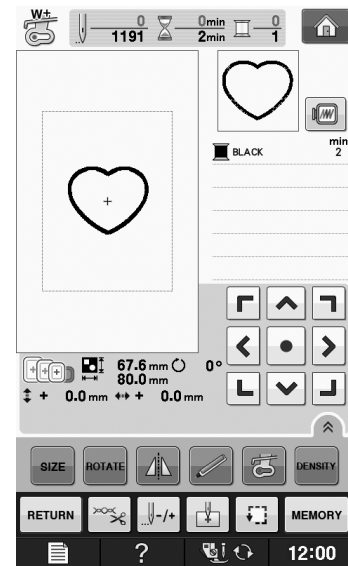 W+
0 0min 0
1191 2min 1
min
BLACK 2
67.6 mm 0°
80.0 mm
+ 0.0 mm + 0.0 mm
SIZE ROTATE DENSITY
RETURN -/+ MEMORY
? 12:00